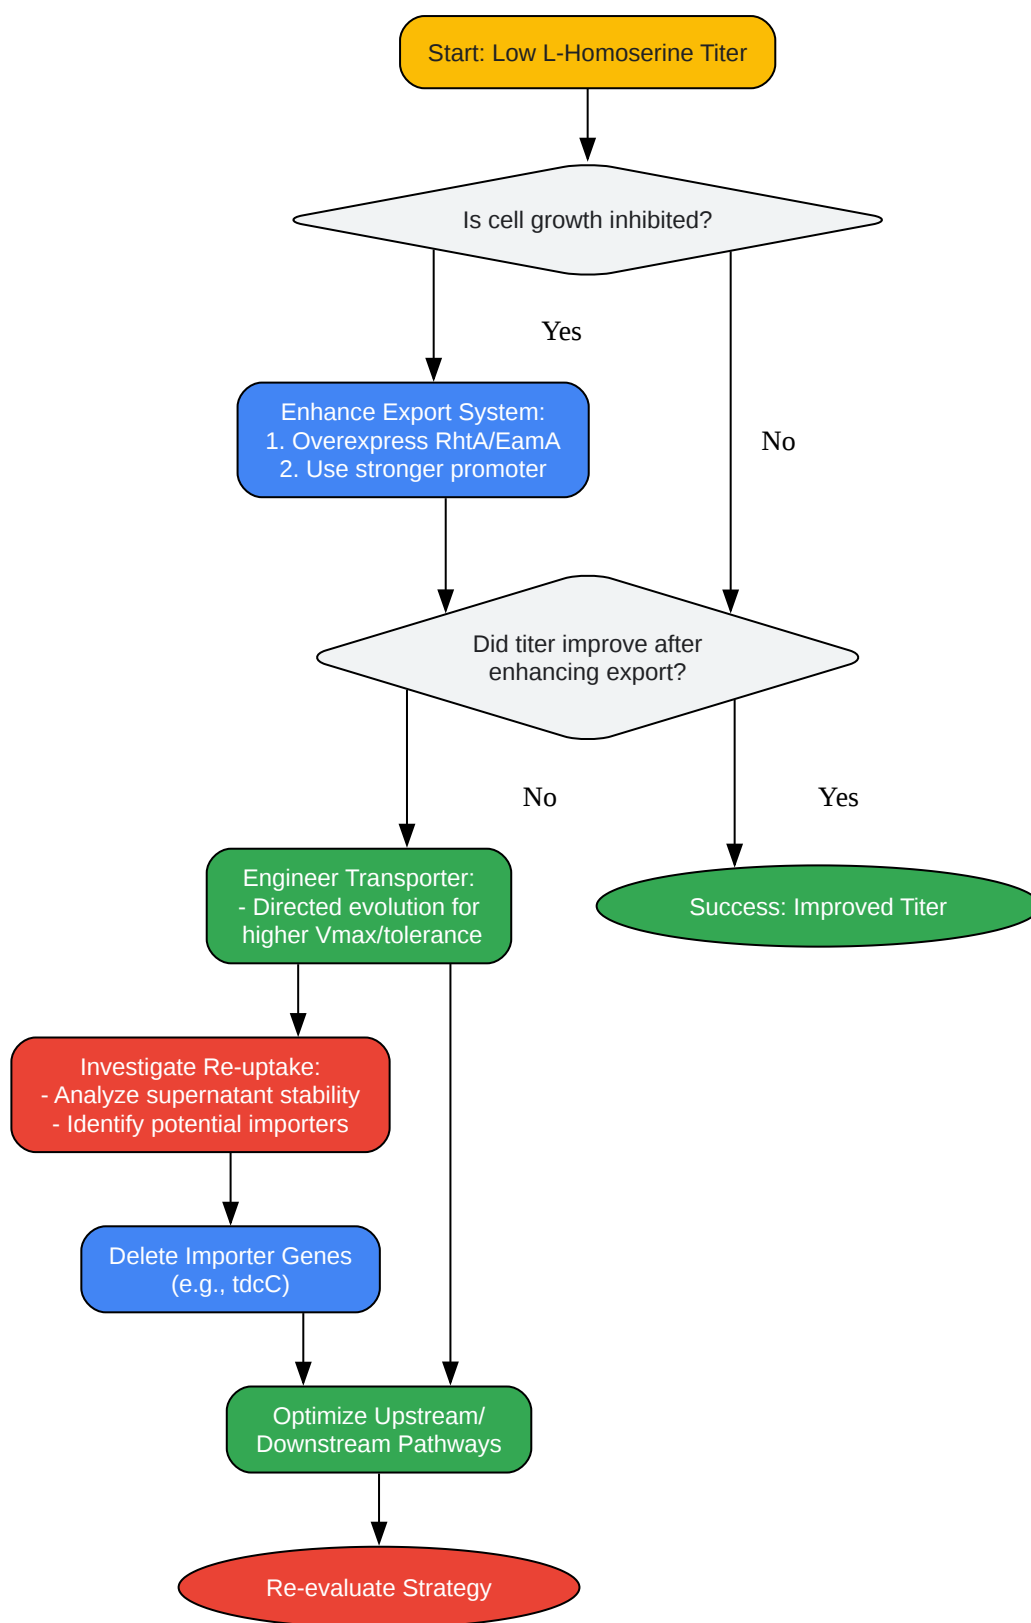 Start: Low L-Homoserine Titer
Is cell growth inhibited?
Yes
Enhance Export System:
1. Overexpress RhtA/EamA
2. Use stronger promoter
No
Did titer improve after
enhancing export?
No
Yes
Engineer Transporter:
- Directed evolution for
higher Vmax/tolerance
Success: Improved Titer
Investigate Re-uptake:
- Analyze supernatant stability
- Identify potential importers
Delete Importer Genes
(e.g., tdcC)
Optimize Upstream/
Downstream Pathways
Re-evaluate Strategy